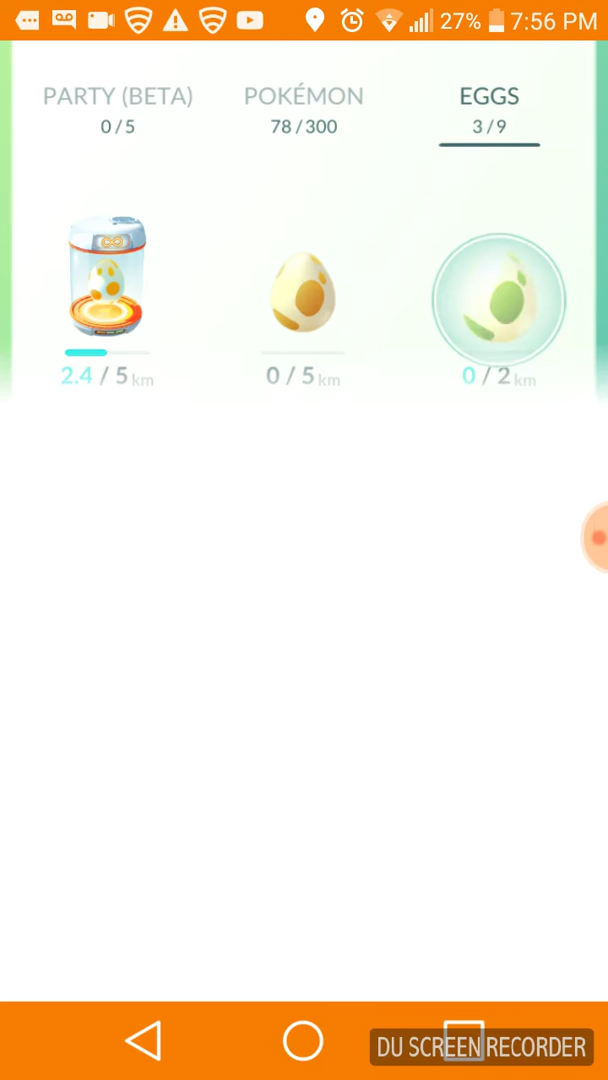 27% 7:56 PM
PARTY (BETA) POKÉMON EGGS
0/5 78/300 3/9
2.4 / 5 km 0 / 5 km 0 / 2 km
DU SCREEN RECORDER